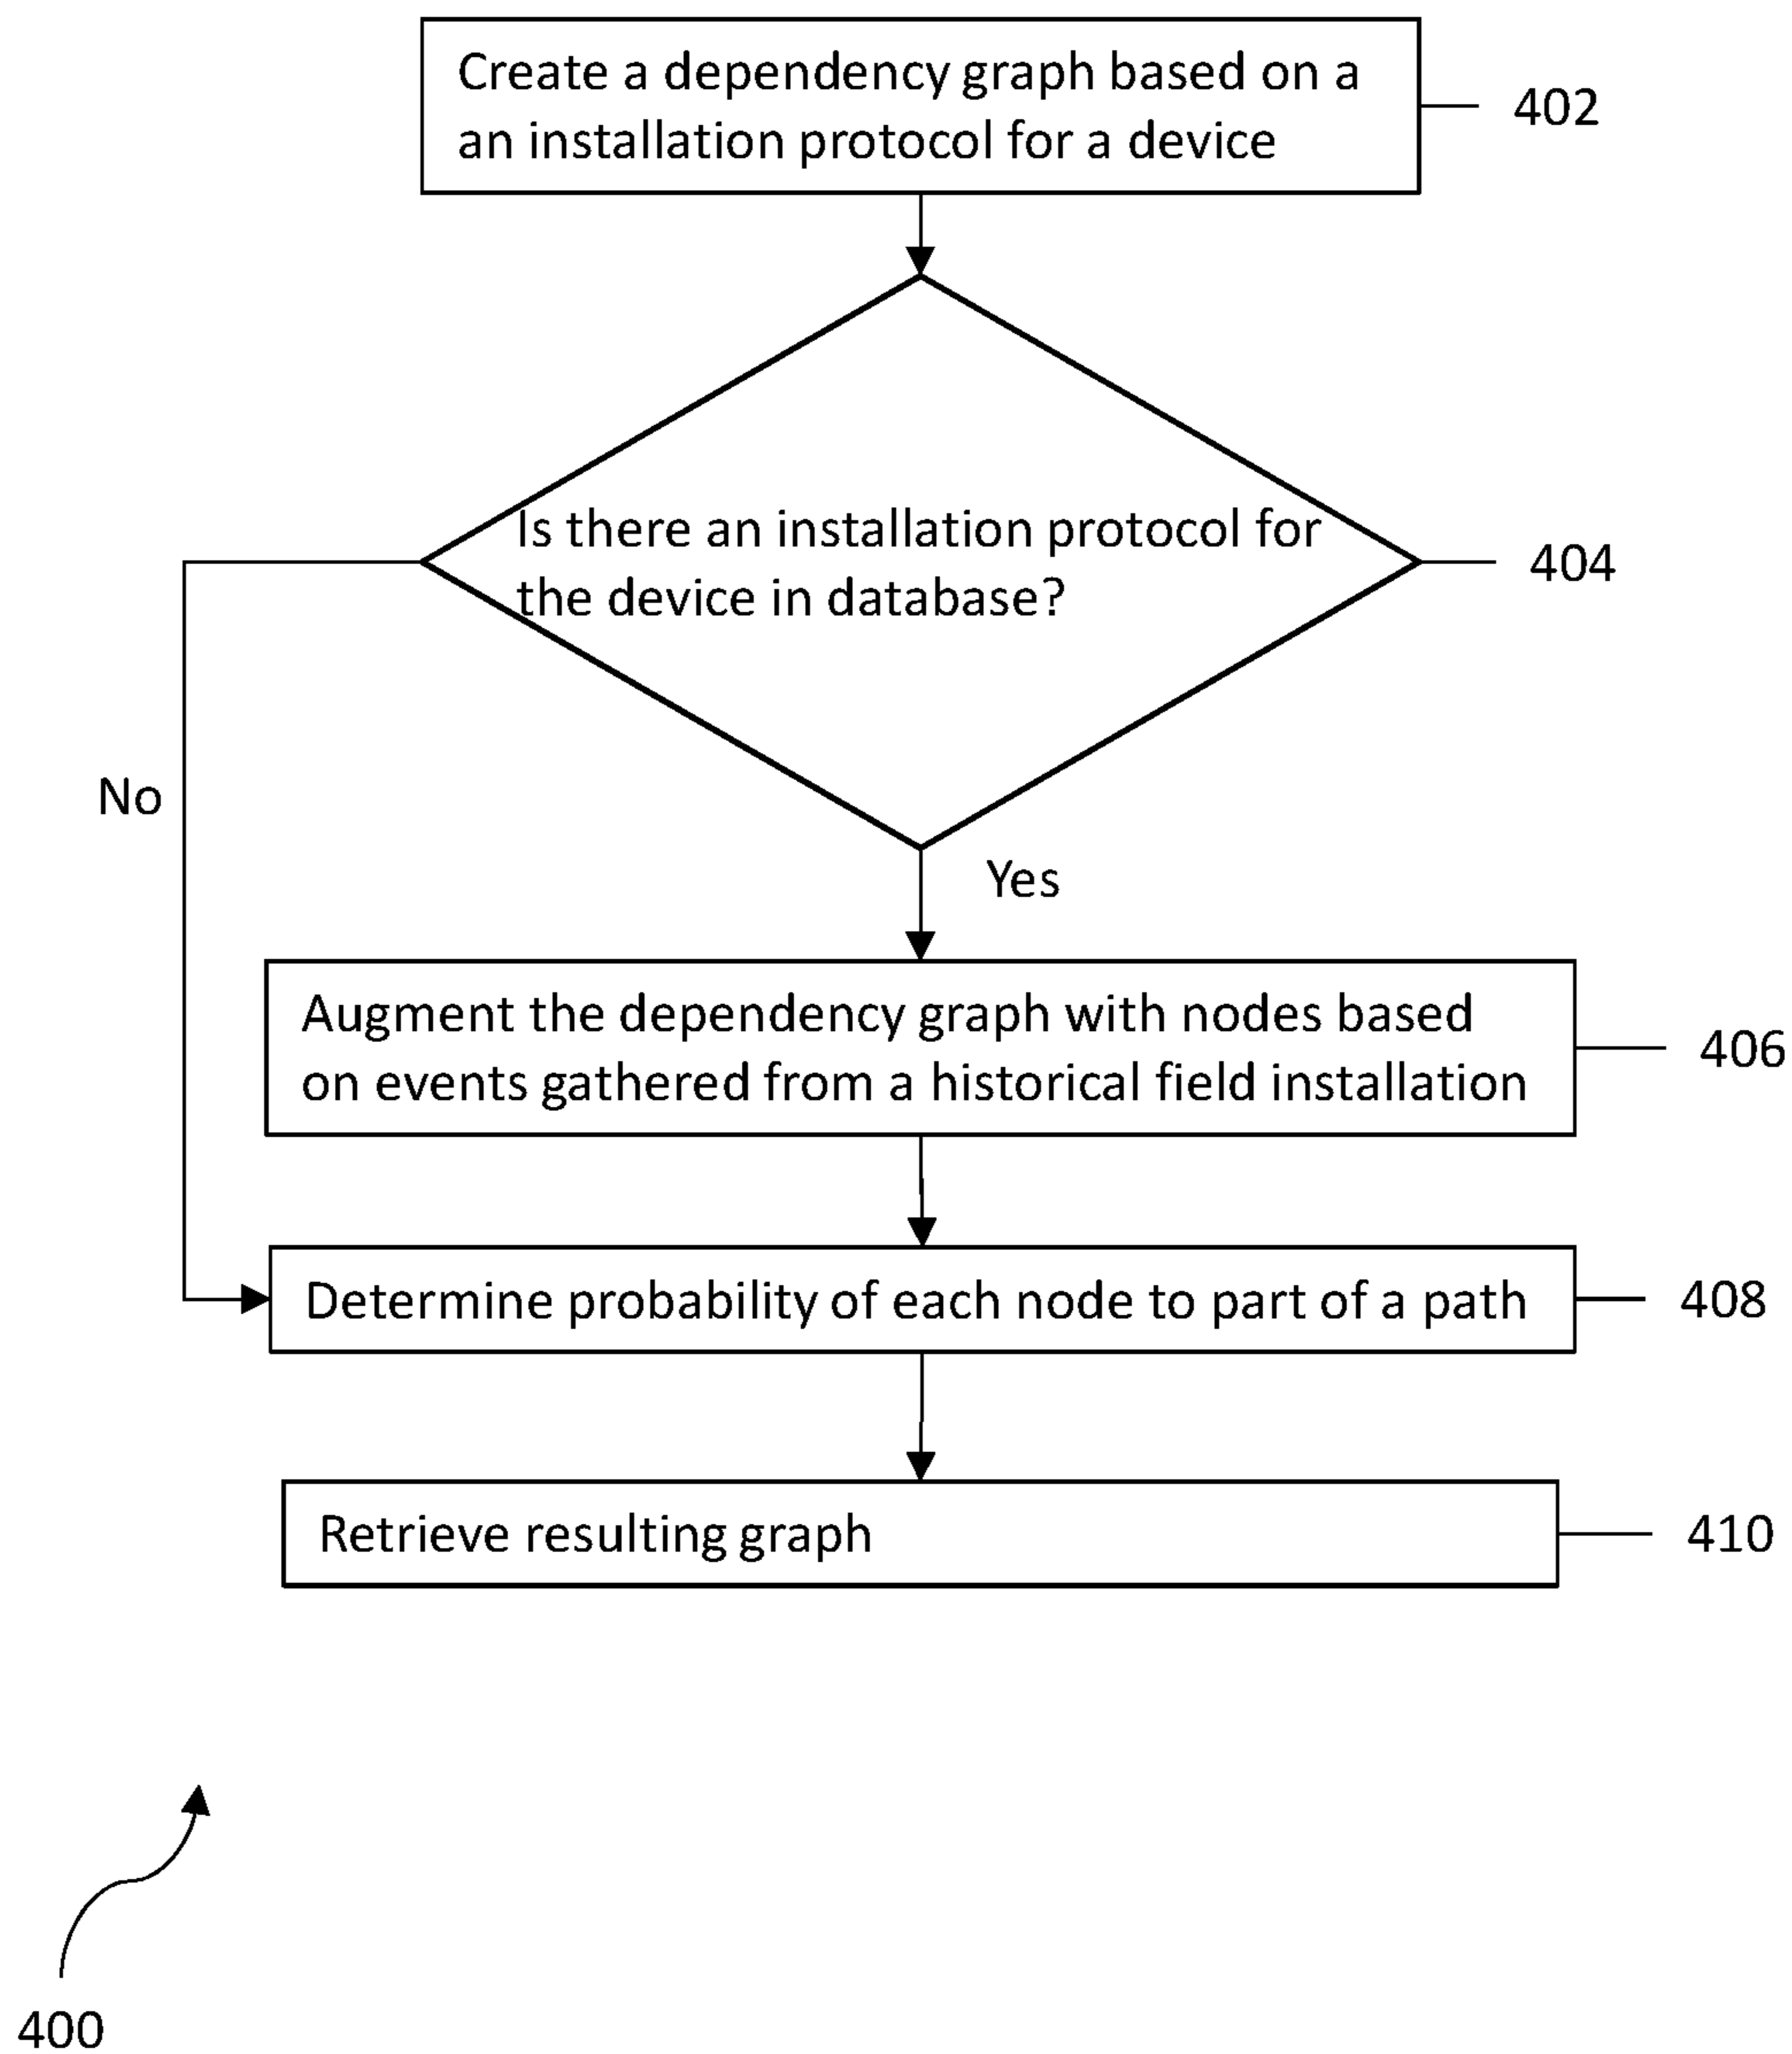 Create a dependency graph based on a
an installation protocol for a device
402
Is there an installation protocol for
the device in database?
404
No
Yes
Augment the dependency graph with nodes based
on events gathered from a historical field installation
406
Determine probability of each node to part of a path
408
Retrieve resulting graph
410
400